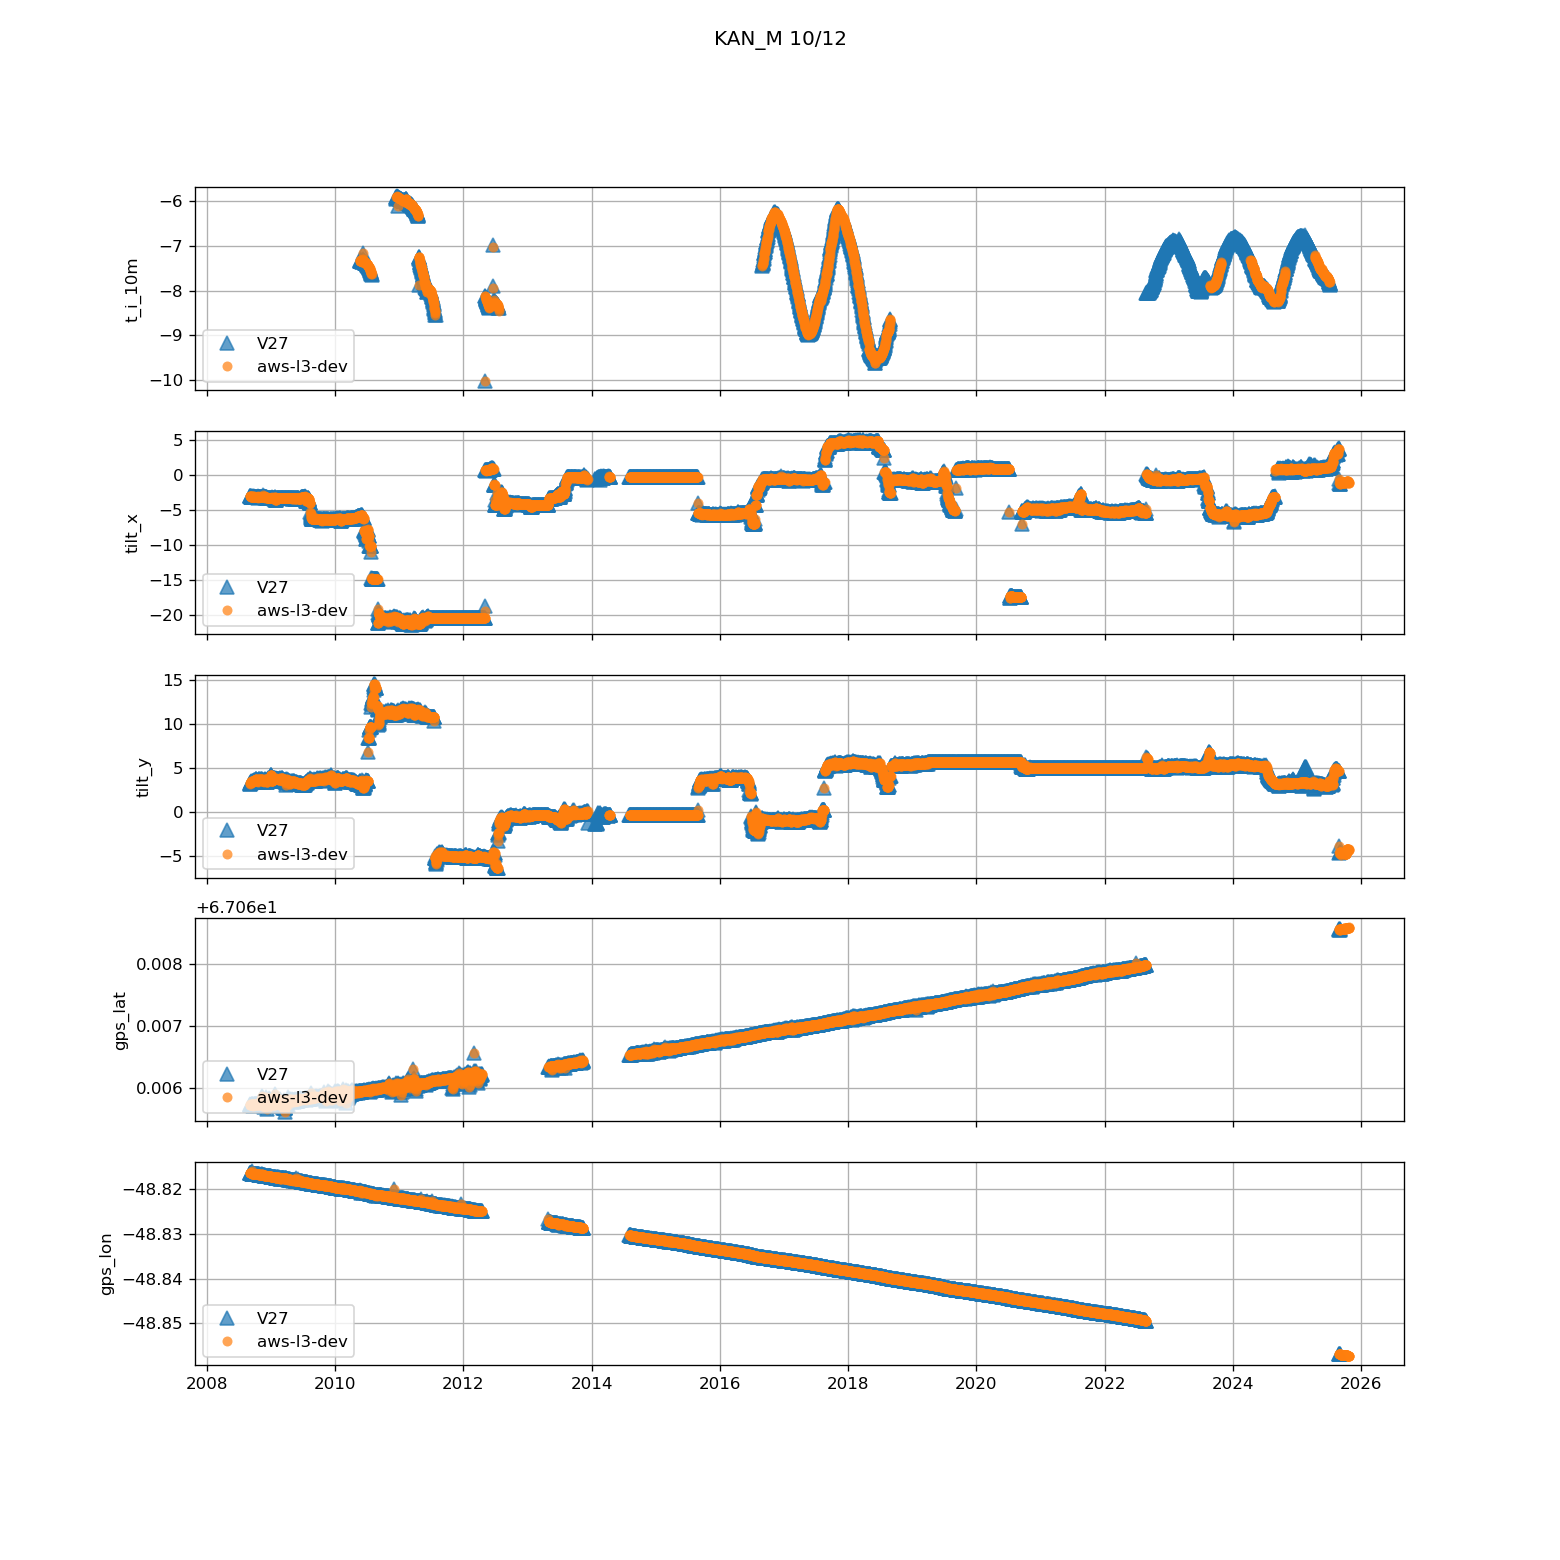 KAN_M 10/12
−6
−7
−8
−9
−10
t_i_10m
V27
aws-l3-dev
5
0
−5
−10
−15
−20
tilt_x
V27
aws-l3-dev
15
10
5
0
−5
tilt_y
V27
aws-l3-dev
+6.706e1
0.008
0.007
0.006
gps_lat
V27
aws-l3-dev
−48.82
−48.83
−48.84
−48.85
gps_lon
V27
aws-l3-dev
2008 2010 2012 2014 2016 2018 2020 2022 2024 2026